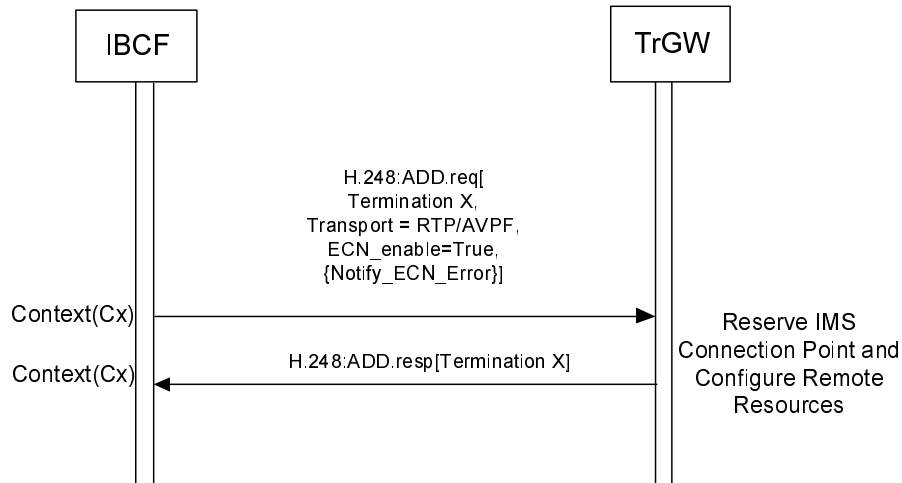 IBCF
TrGW
H.248:ADD.req[
Termination X,
Transport = RTP/AVPF,
ECN_enable=True,
{Notify_ECN_Error}]
Context(Cx)
Reserve IMS
Connection Point and
Configure Remote
Resources
H.248:ADD.resp[Termination X]
Context(Cx)